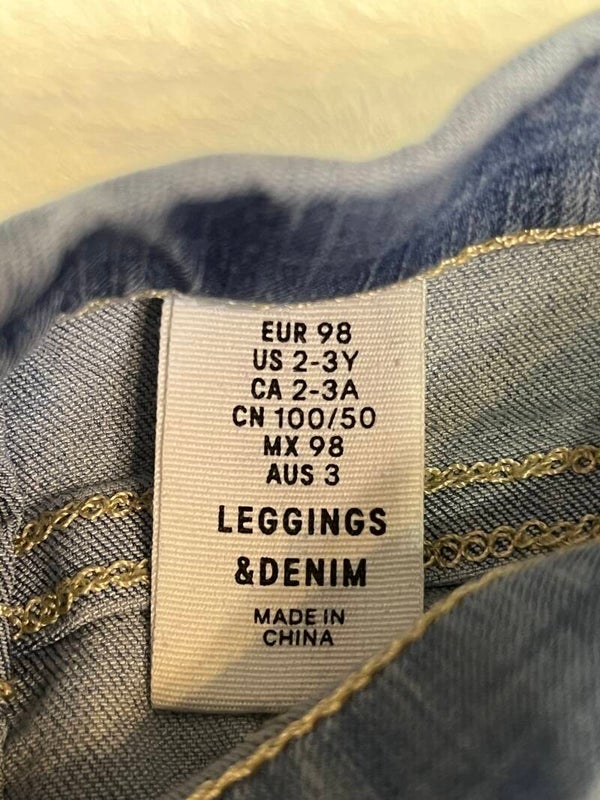 EUR 98
US 2-3Y
CA 2-3A
CN 100/50
MX 98
AUS 3
LEGGINGS
&DENIM
MADE IN
CHINA